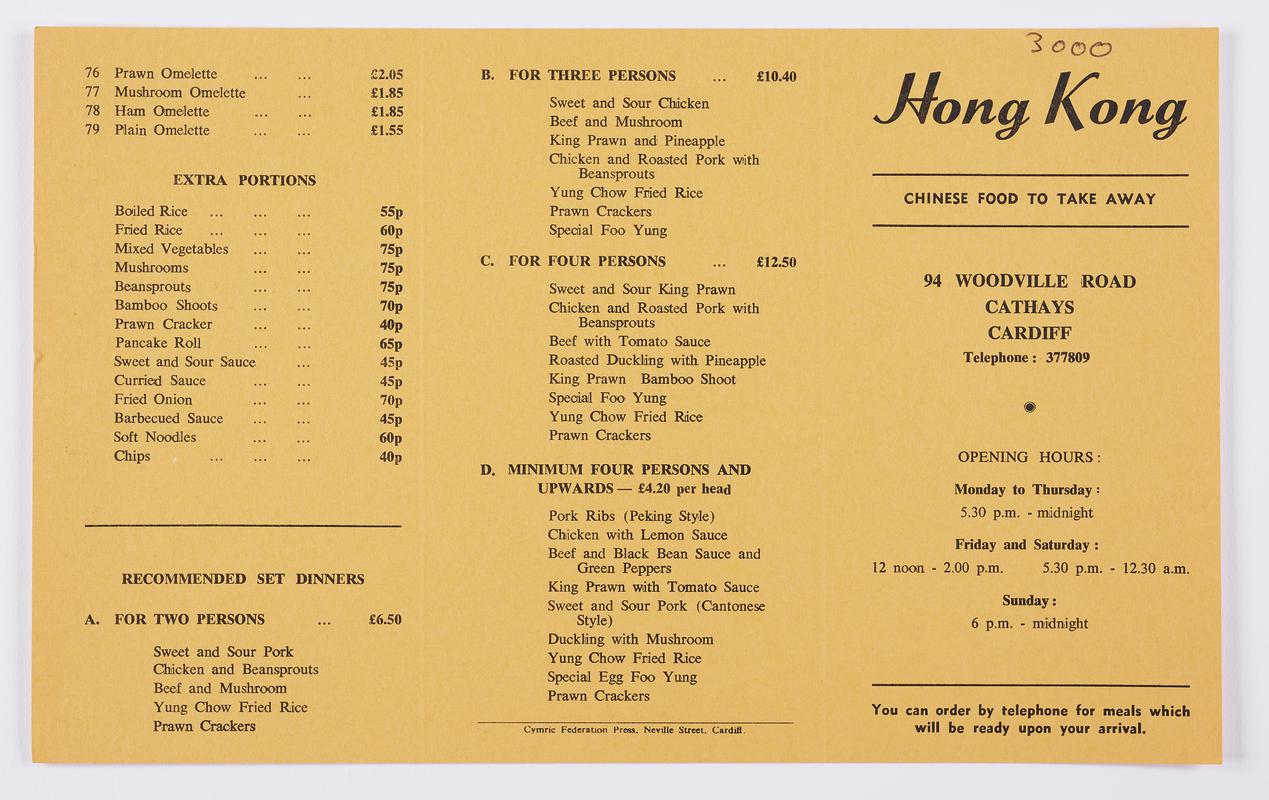 76 Prawn Omelette ... ... £2.05
77 Mushroom Omelette ... £1.85
78 Ham Omelette ... ... £1.85
79 Plain Omelette ... ... £1.55
EXTRA PORTIONS
Boiled Rice ... ... ... 55p
Fried Rice ... ... ... 60p
Mixed Vegetables ... ... 75p
Mushrooms ... ... 75p
Beansprouts ... ... 75p
Bamboo Shoots ... ... 70p
Prawn Cracker ... ... 40p
Pancake Roll ... ... 65p
Sweet and Sour Sauce ... 45p
Curried Sauce ... ... 45p
Fried Onion ... ... 70p
Barbecued Sauce ... ... 45p
Soft Noodles ... ... 60p
Chips ... ... ... 40p
RECOMMENDED SET DINNERS
A. FOR TWO PERSONS ... £6.50
Sweet and Sour Pork
Chicken and Beansprouts
Beef and Mushroom
Yung Chow Fried Rice
Prawn Crackers
B. FOR THREE PERSONS ... £10.40
Sweet and Sour Chicken
Beef and Mushroom
King Prawn and Pineapple
Chicken and Roasted Pork with
Beansprouts
Yung Chow Fried Rice
Prawn Crackers
Special Foo Yung
C. FOR FOUR PERSONS ... £12.50
Sweet and Sour King Prawn
Chicken and Roasted Pork with
Beansprouts
Beef with Tomato Sauce
Roasted Duckling with Pineapple
King Prawn Bamboo Shoot
Special Foo Yung
Yung Chow Fried Rice
Prawn Crackers
D. MINIMUM FOUR PERSONS AND
UPWARDS — £4.20 per head
Pork Ribs (Peking Style)
Chicken with Lemon Sauce
Beef and Black Bean Sauce and
Green Peppers
King Prawn with Tomato Sauce
Sweet and Sour Pork (Cantonese
Style)
Duckling with Mushroom
Yung Chow Fried Rice
Special Egg Foo Yung
Prawn Crackers
Cymric Federation Press, Neville Street, Cardiff.
3000
Hong Kong
CHINESE FOOD TO TAKE AWAY
94 WOODVILLE ROAD
CATHAYS
CARDIFF
Telephone : 377809
OPENING HOURS :
Monday to Thursday :
5.30 p.m. - midnight
Friday and Saturday :
12 noon - 2.00 p.m. 5.30 p.m. - 12.30 a.m.
Sunday :
6 p.m. - midnight
You can order by telephone for meals which
will be ready upon your arrival.